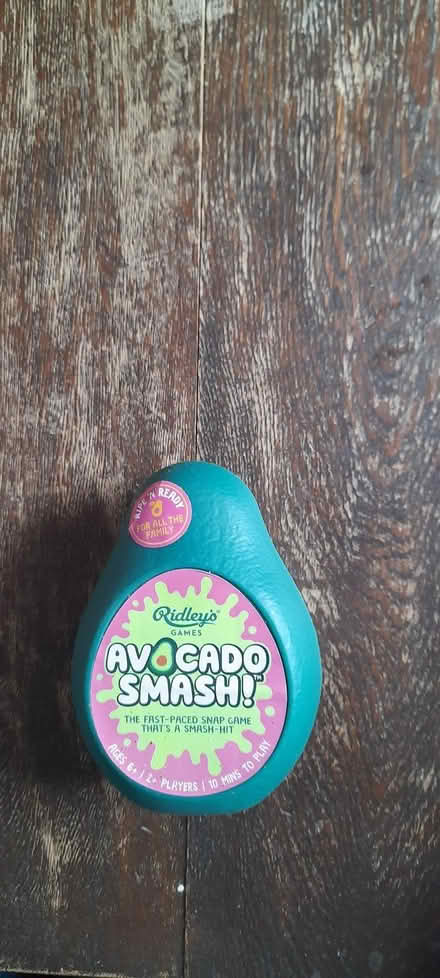 RIPE 'N READY
FOR ALL THE
FAMILY
Ridley's®
GAMES
AVOCADO
SMASH!™
THE FAST-PACED SNAP GAME
THAT'S A SMASH-HIT
AGES 6+ | 2+ PLAYERS | 10 MINS TO PLAY